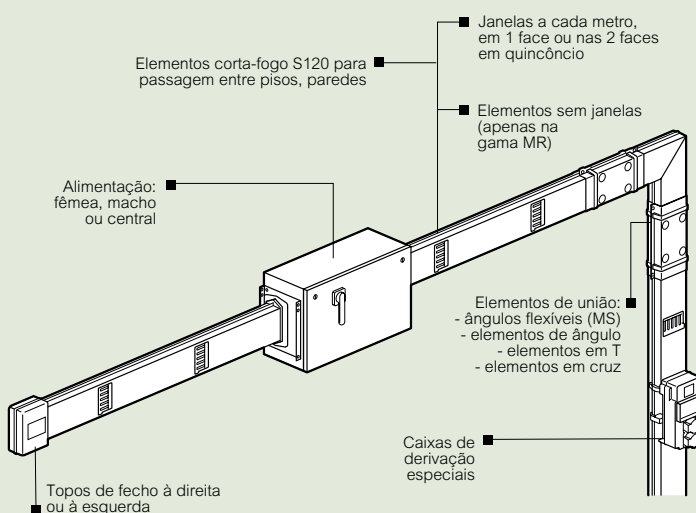 Janelas a cada metro,
em 1 face ou nas 2 faces
em quincôncio
Elementos corta-fogo S120 para
passagem entre pisos, paredes
Elementos sem janelas
(apenas na
gama MR)
Alimentação:
fêmea, macho
ou central
Elementos de união:
- ângulos flexíveis (MS)
- elementos de ângulo
- elementos em T
- elementos em cruz
Caixas de
derivação
especiais
Topos de fecho à direita
ou à esquerda